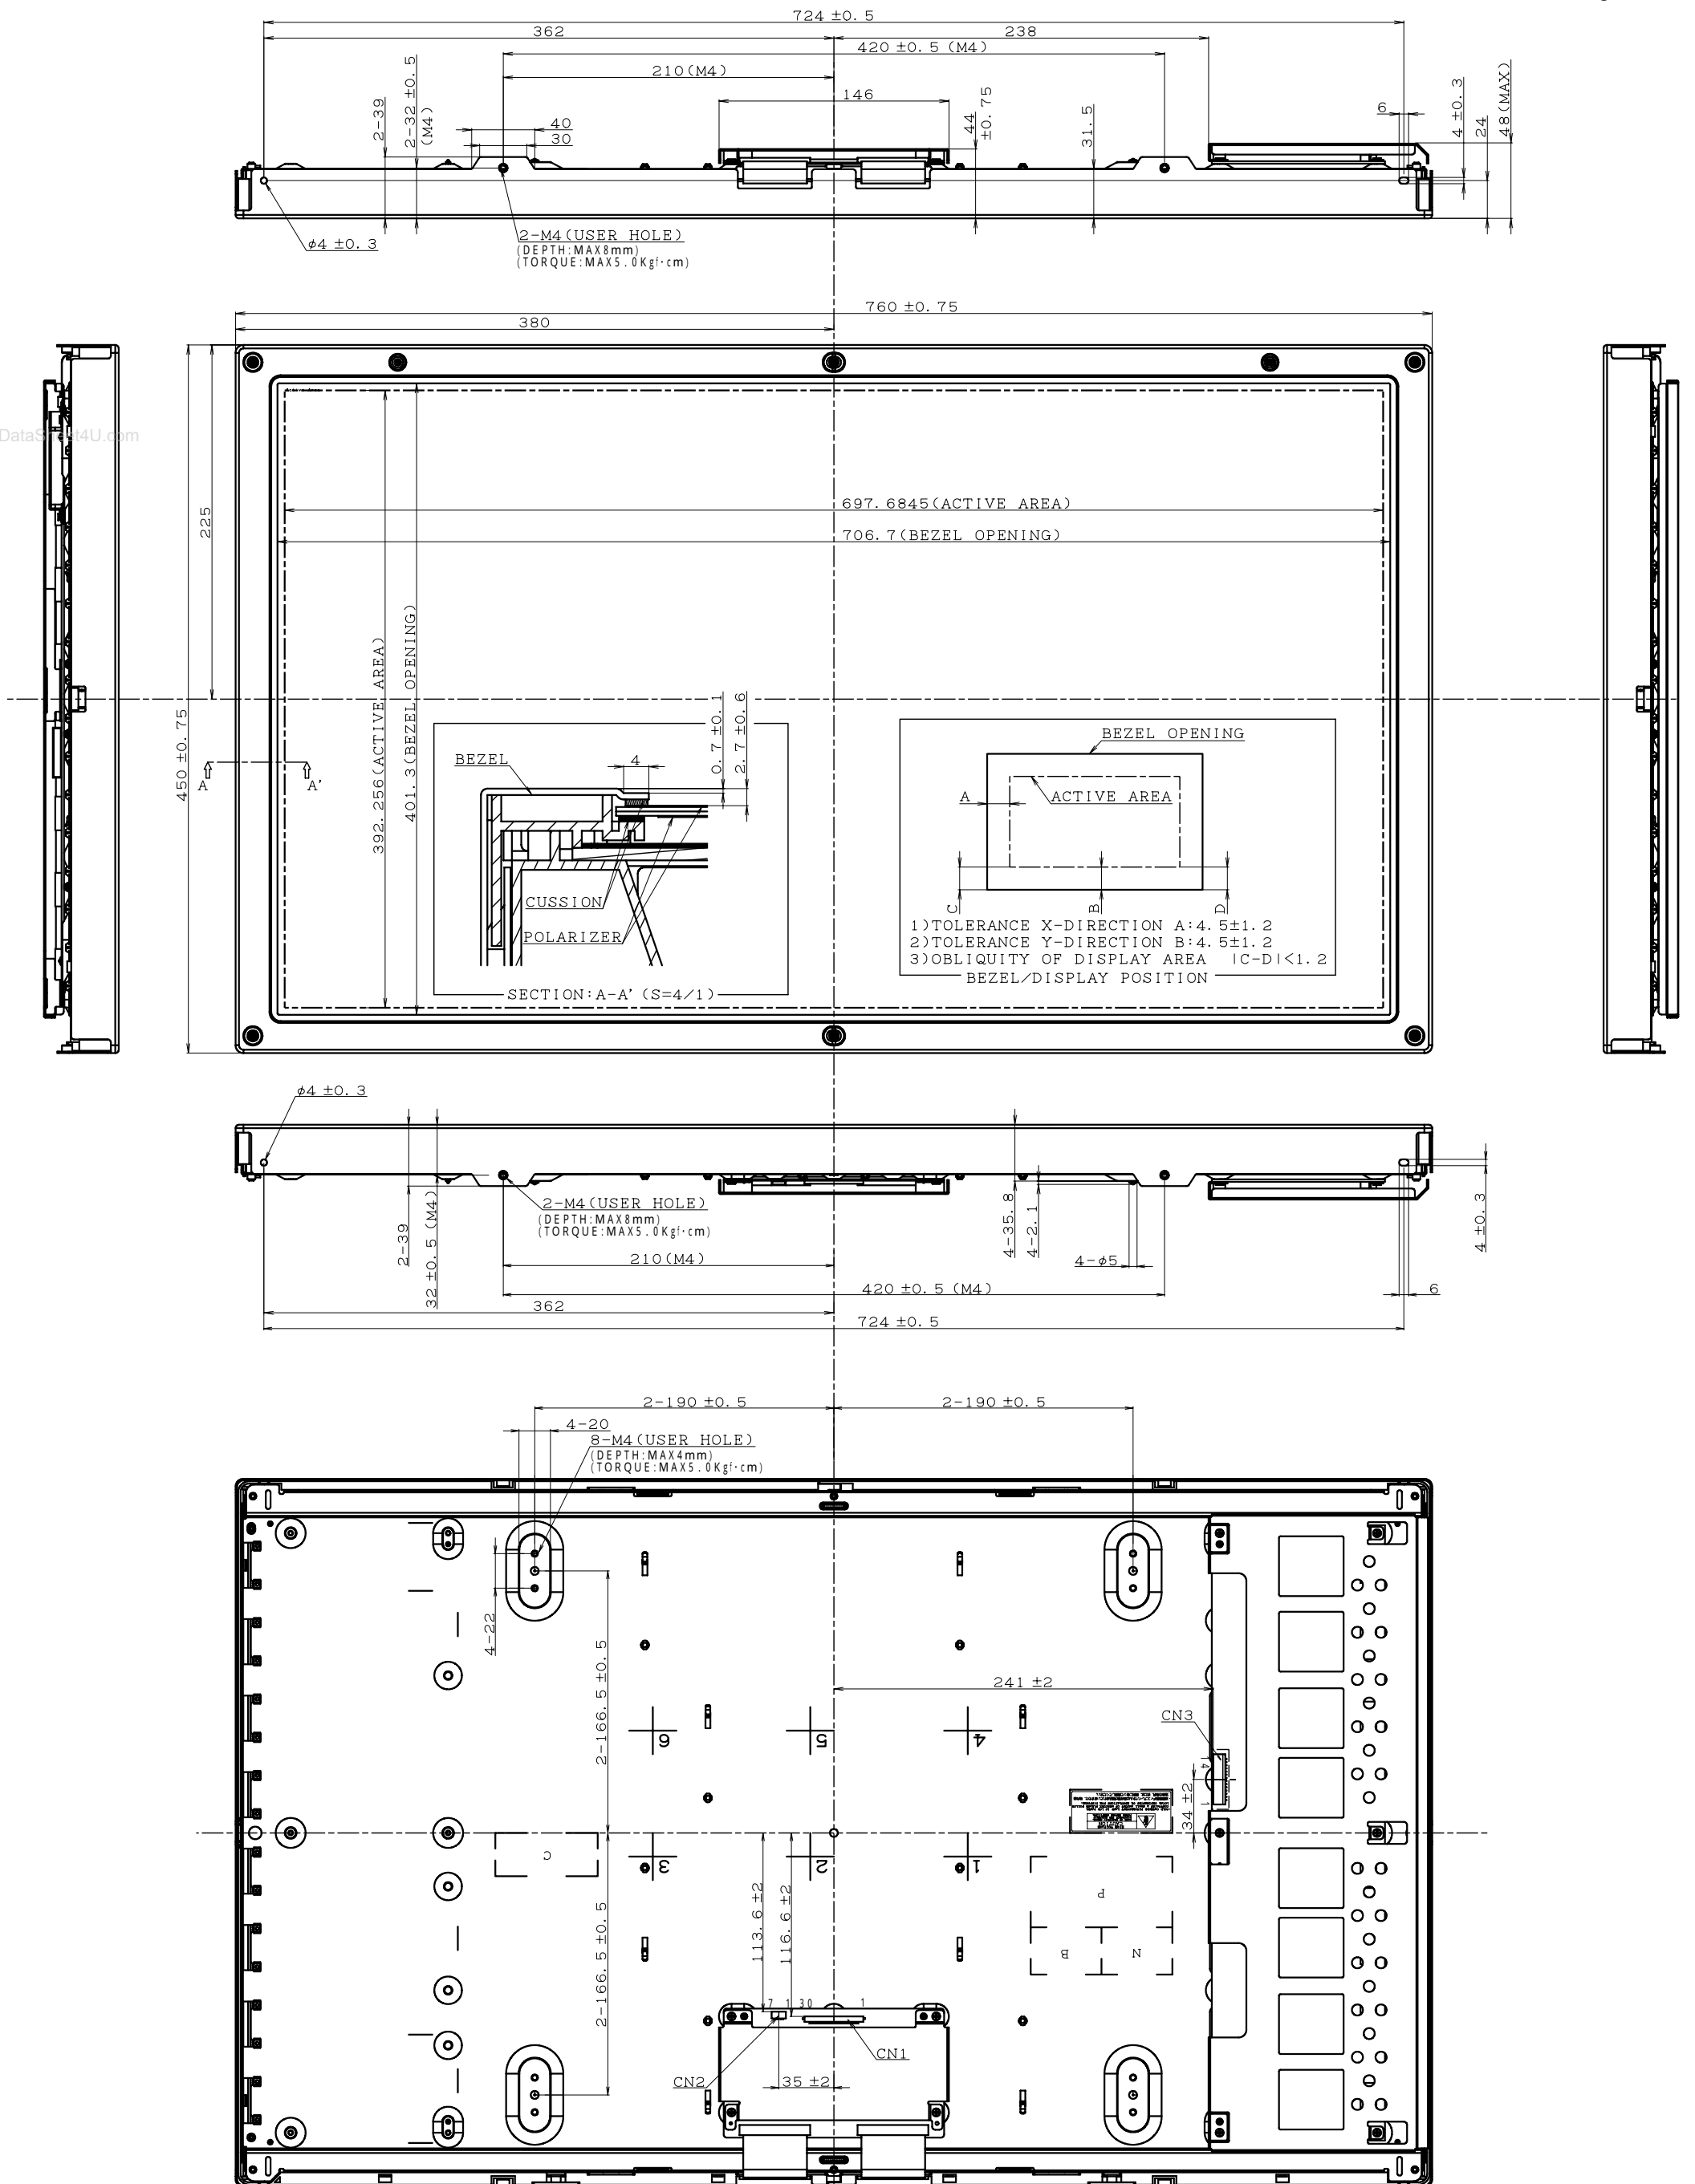 724 ±0.5
362
238
420 ±0.5 (M4)
210(M4)
146
2-39
2-32 ±0.5
(M4)
40
30
44
±0.75
31.5
6
4 ±0.3
24
48(MAX)
φ4 ±0.3
2-M4(USER HOLE)
(DEPTH:MAX8mm)
(TORQUE:MAX5.0Kgf·cm)
760 ±0.75
380
DataSheet4U.com
225
450 ±0.75
697.6845(ACTIVE AREA)
706.7(BEZEL OPENING)
392.256(ACTIVE AREA)
401.3(BEZEL OPENING)
A
A'
0.7 ±0.1
2.7 ±0.6
BEZEL
4
CUSSION
POLARIZER
SECTION:A-A' (S=4/1)
BEZEL OPENING
A
ACTIVE AREA
C
B
D
1)TOLERANCE X-DIRECTION A:4.5±1.2
2)TOLERANCE Y-DIRECTION B:4.5±1.2
3)OBLIQUITY OF DISPLAY AREA |C-D|<1.2
BEZEL/DISPLAY POSITION
φ4 ±0.3
2-M4(USER HOLE)
(DEPTH:MAX8mm)
(TORQUE:MAX5.0Kgf·cm)
2-39
32 ±0.5 (M4)
210(M4)
4-35.8
4-2.1
4-φ5
4 ±0.3
420 ±0.5 (M4)
6
362
724 ±0.5
2-190 ±0.5
2-190 ±0.5
4-20
8-M4(USER HOLE)
(DEPTH:MAX4mm)
(TORQUE:MAX5.0Kgf·cm)
4-22
2-166.5 ±0.5
241 ±2
CN3
6
5
4
14
1
34 ±2
3
2
1
C
P
B
N
113.6 ±2
116.6 ±2
2-166.5 ±0.5
7
1
30
1
CN1
CN2
35 ±2